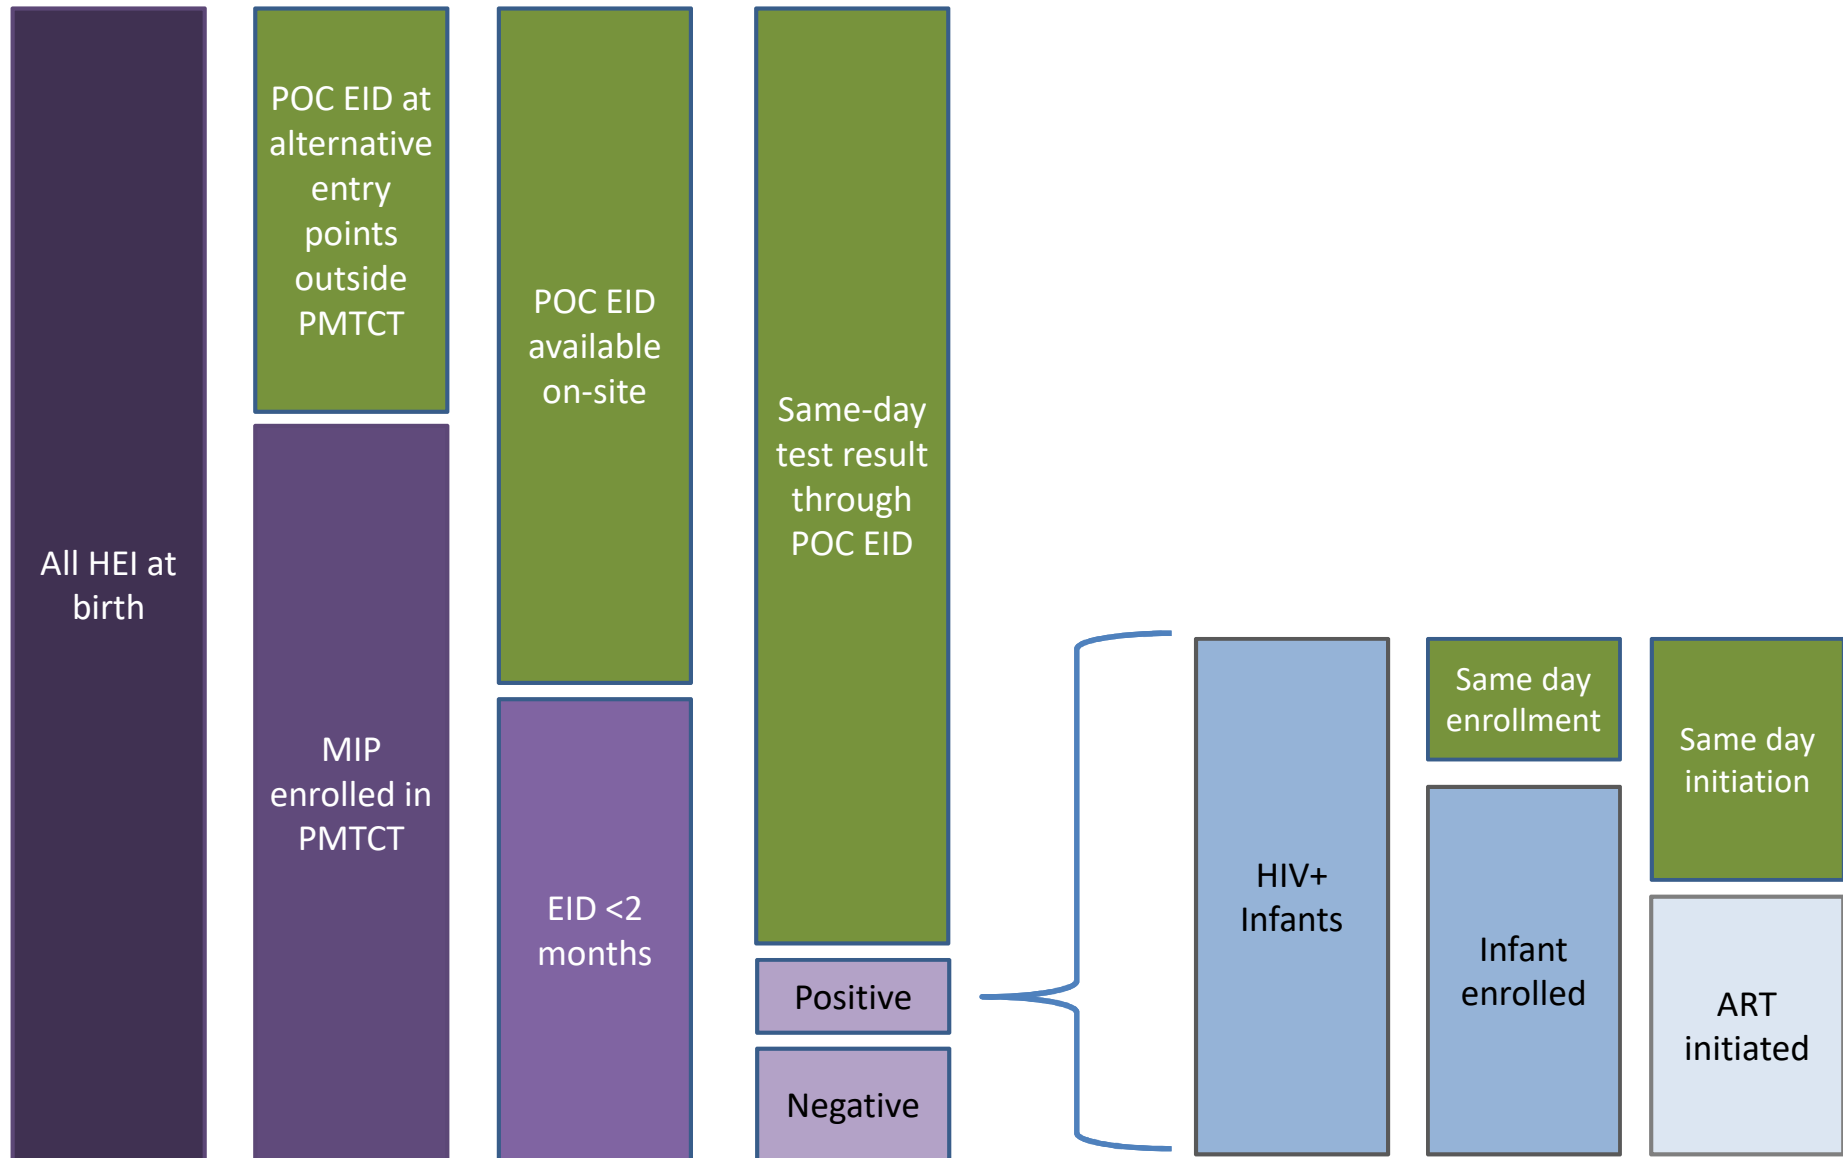 All HEI at
birth
POC EID at
alternative
entry
points
outside
PMTCT
MIP
enrolled in
PMTCT
POC EID
available
on-site
EID <2
months
Same-day
test result
through
POC EID
Positive
Negative
HIV+
Infants
Same day
enrollment
Infant
enrolled
Same day
initiation
ART
initiated